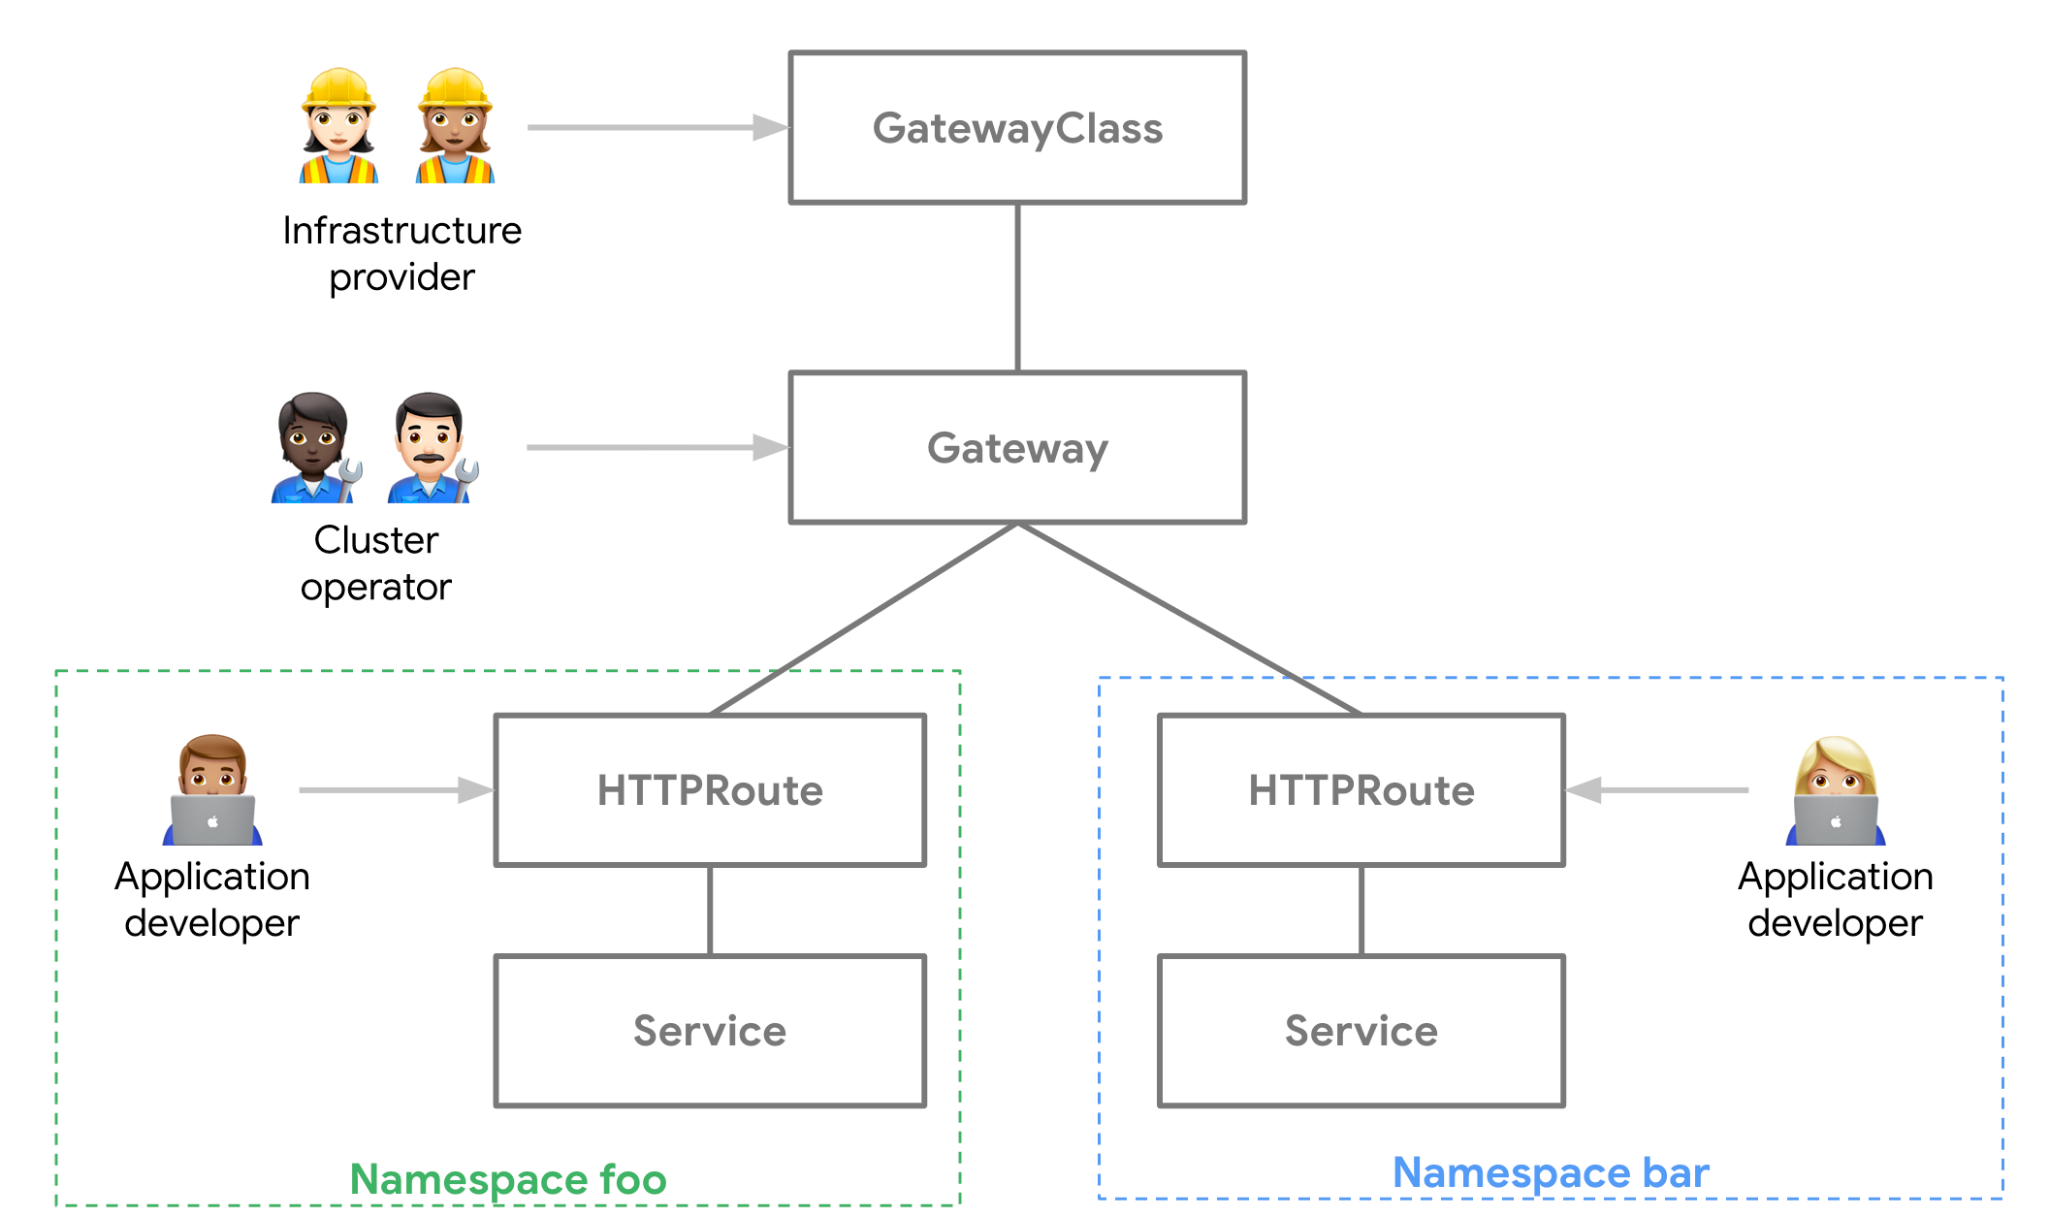 GatewayClass
Infrastructure
provider
Gateway
Cluster
operator
HTTPRoute
Application
developer
Service
Namespace foo
HTTPRoute
Application
developer
Service
Namespace bar